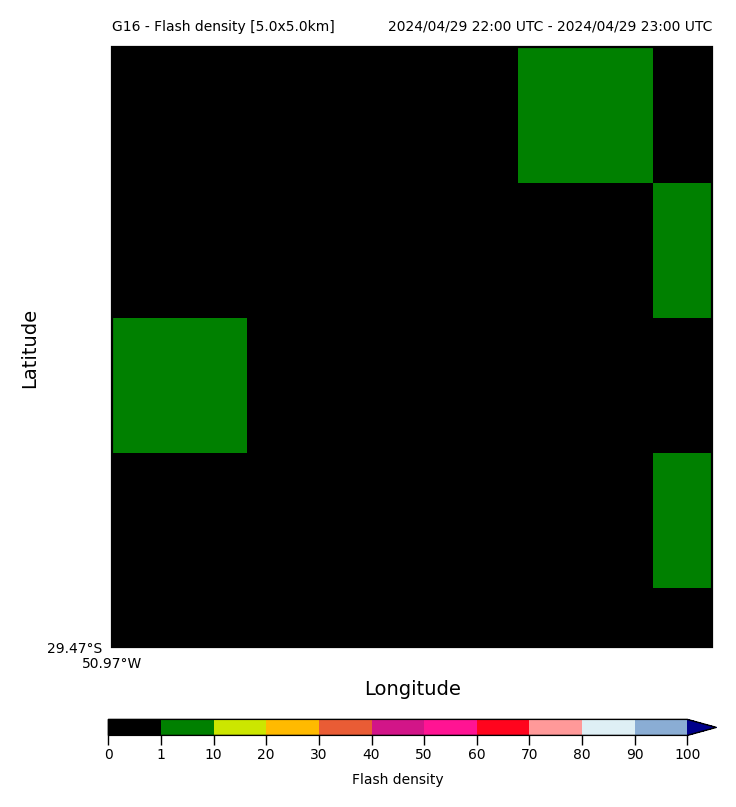 G16 - Flash density [5.0x5.0km] 2024/04/29 22:00 UTC - 2024/04/29 23:00 UTC
Latitude
29.47°S
50.97°W
Longitude
0 1 10 20 30 40 50 60 70 80 90 100
Flash density